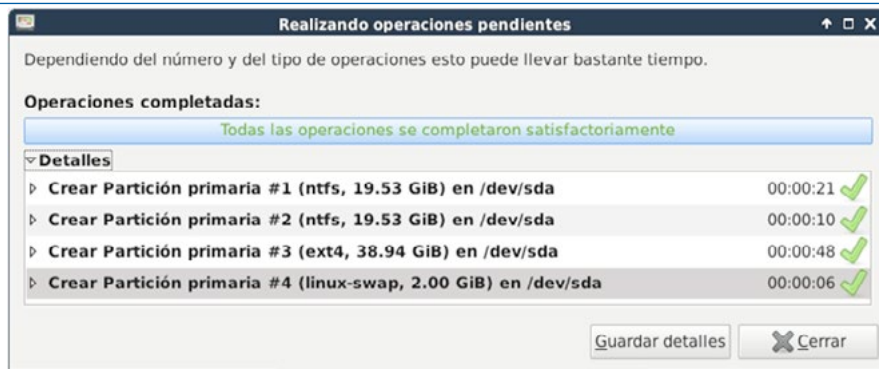 Realizando operaciones pendientes
Dependiendo del número y del tipo de operaciones esto puede llevar bastante tiempo.
Operaciones completadas:
Todas las operaciones se completaron satisfactoriamente
Detalles
Crear Partición primaria #1 (ntfs, 19.53 GiB) en /dev/sda 00:00:21
Crear Partición primaria #2 (ntfs, 19.53 GiB) en /dev/sda 00:00:10
Crear Partición primaria #3 (ext4, 38.94 GiB) en /dev/sda 00:00:48
Crear Partición primaria #4 (linux-swap, 2.00 GiB) en /dev/sda 00:00:06
Guardar detalles Cerrar